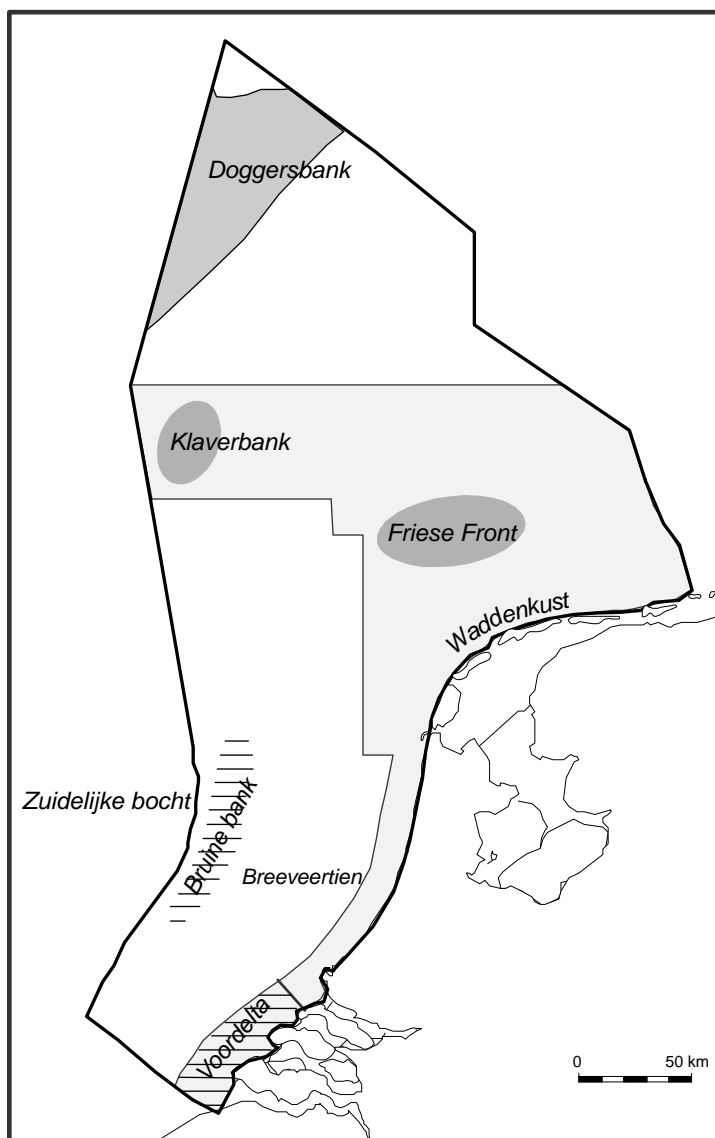 Doggersbank
Klaverbank
Friese Front
Waddenkust
Zuidelijke bocht
Bruine bank
Breeveertien
Voordelta
0 50 km